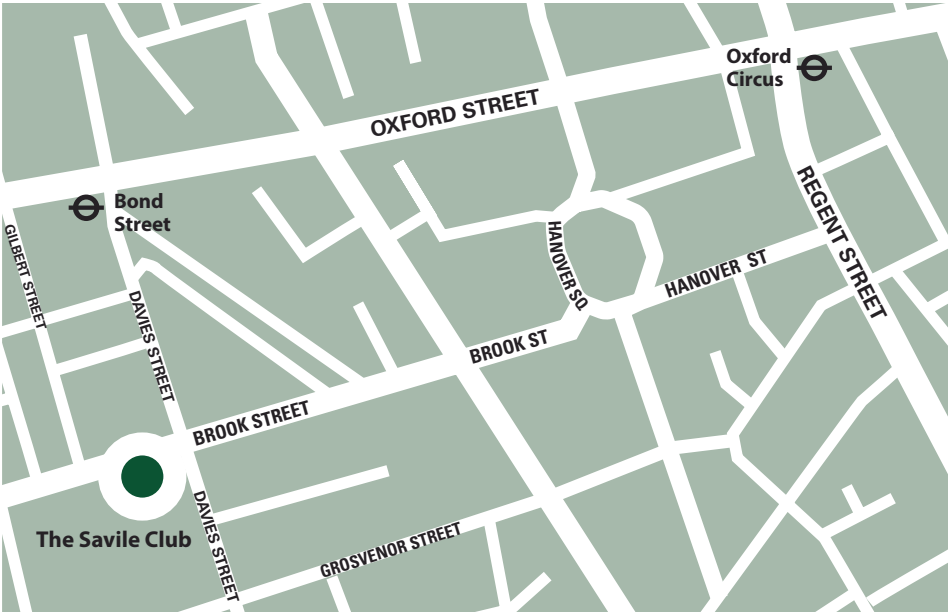 Oxford
Circus
OXFORD STREET
Bond
Street
REGENT STREET
GILBERT STREET
HANOVER SQ.
HANOVER ST
DAVIES STREET
BROOK ST
BROOK STREET
DAVIES STREET
The Savile Club
GROSVENOR STREET